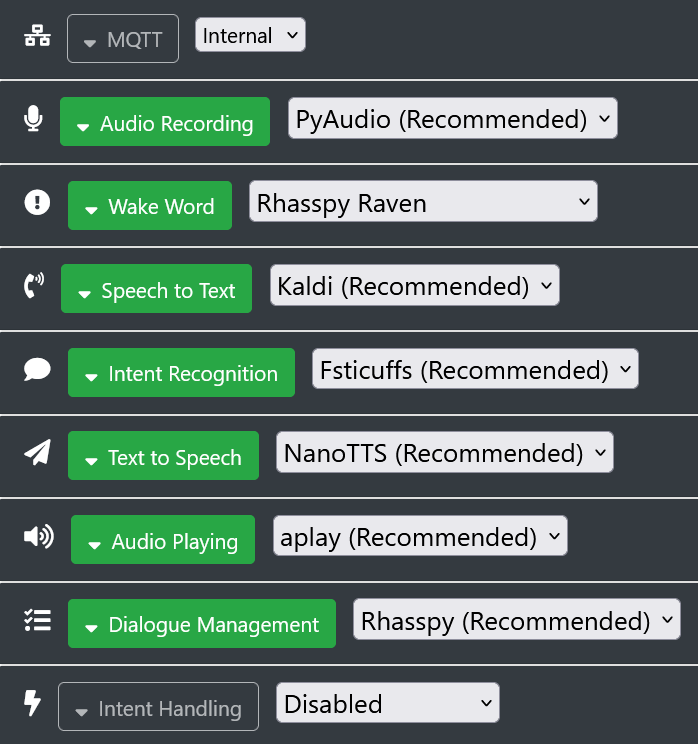 MQTT Internal
Audio Recording PyAudio (Recommended)
Wake Word Rhasspy Raven
Speech to Text Kaldi (Recommended)
Intent Recognition Fsticuffs (Recommended)
Text to Speech NanoTTS (Recommended)
Audio Playing aplay (Recommended)
Dialogue Management Rhasspy (Recommended)
Intent Handling Disabled